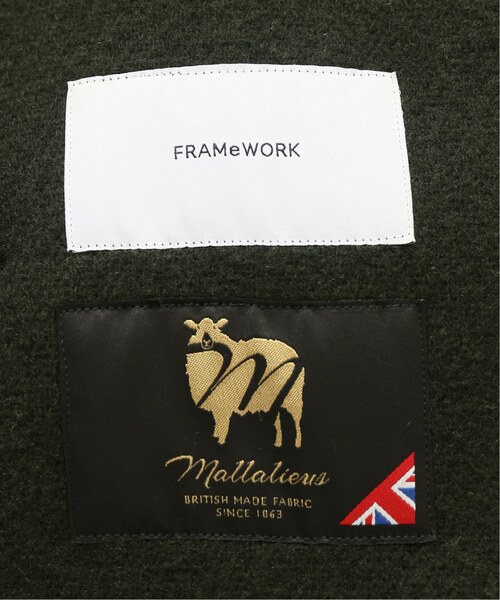 FRAMeWORK
M
Mallalieus
BRITISH MADE FABRIC
SINCE 1863